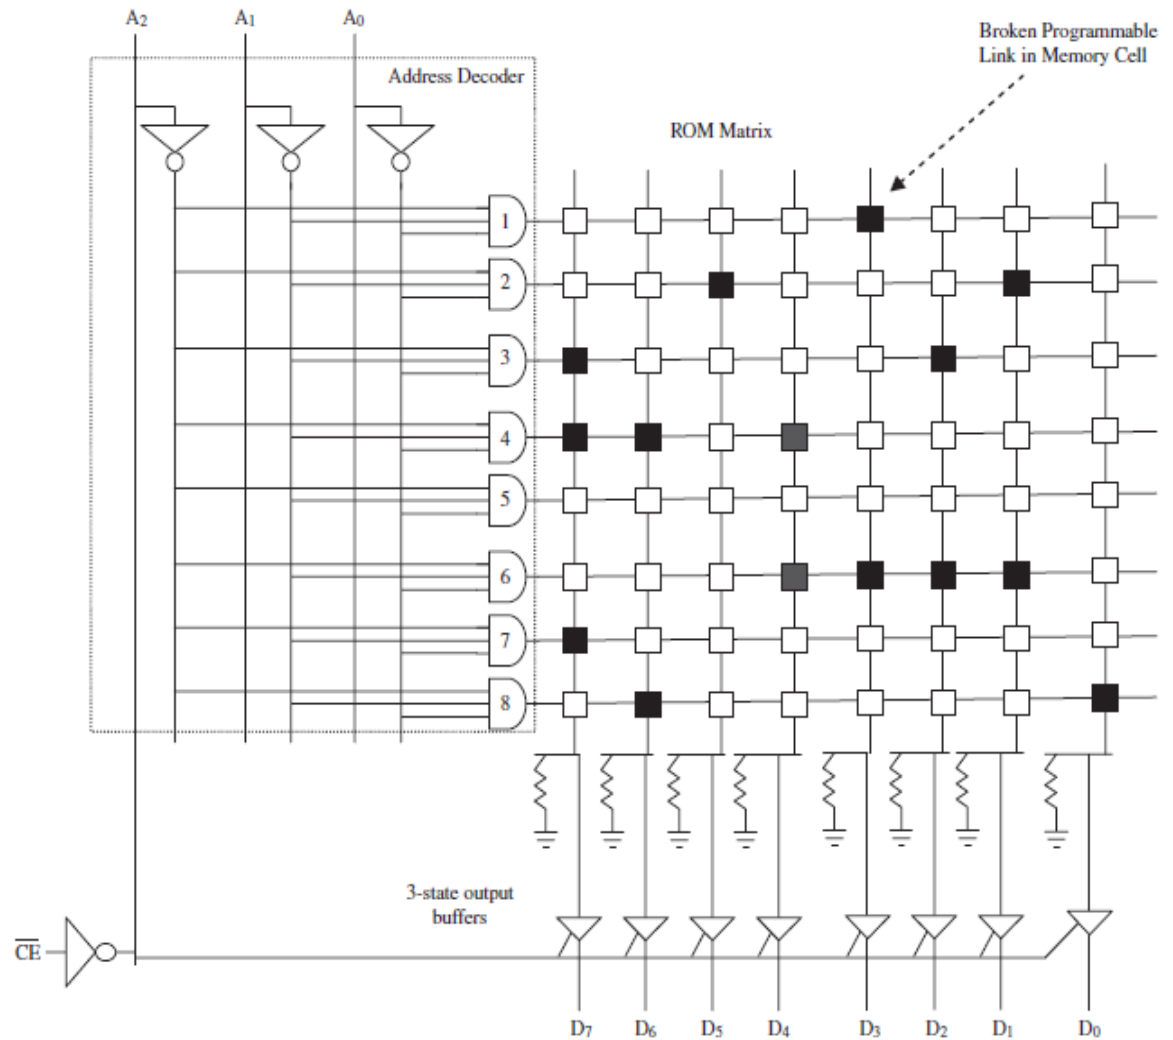 A₂ A₁ A₀
Broken Programmable
Link in Memory Cell
Address Decoder
ROM Matrix
1
2
3
4
5
6
7
8
3-state output
buffers
C̅E̅
D₇ D₆ D₅ D₄ D₃ D₂ D₁ D₀